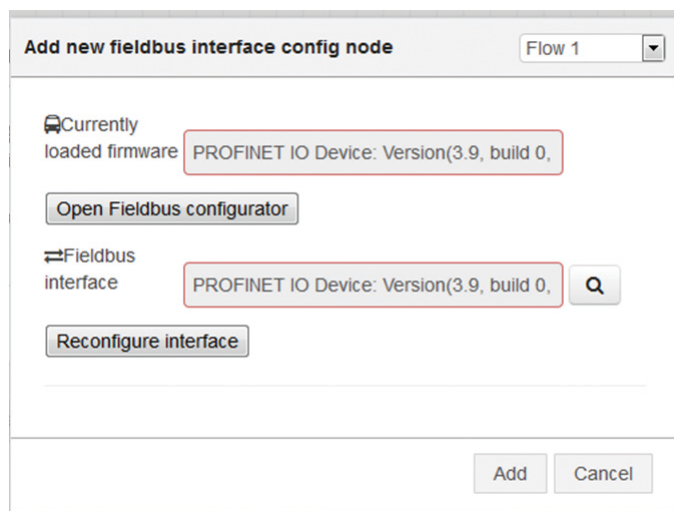 Add new fieldbus interface config node
Flow 1
Currently
loaded firmware
PROFINET IO Device: Version(3.9, build 0,
Open Fieldbus configurator
Fieldbus
interface
PROFINET IO Device: Version(3.9, build 0,
Reconfigure interface
Add
Cancel